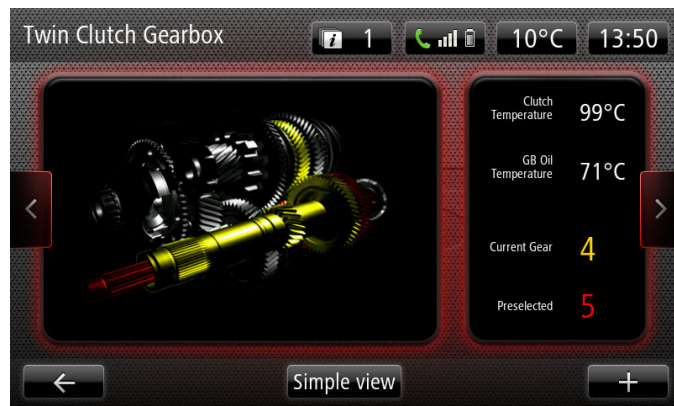 Twin Clutch Gearbox
i 1
10°C
13:50
Clutch
Temperature
99°C
GB Oil
Temperature
71°C
Current Gear
4
Preselected
5
Simple view